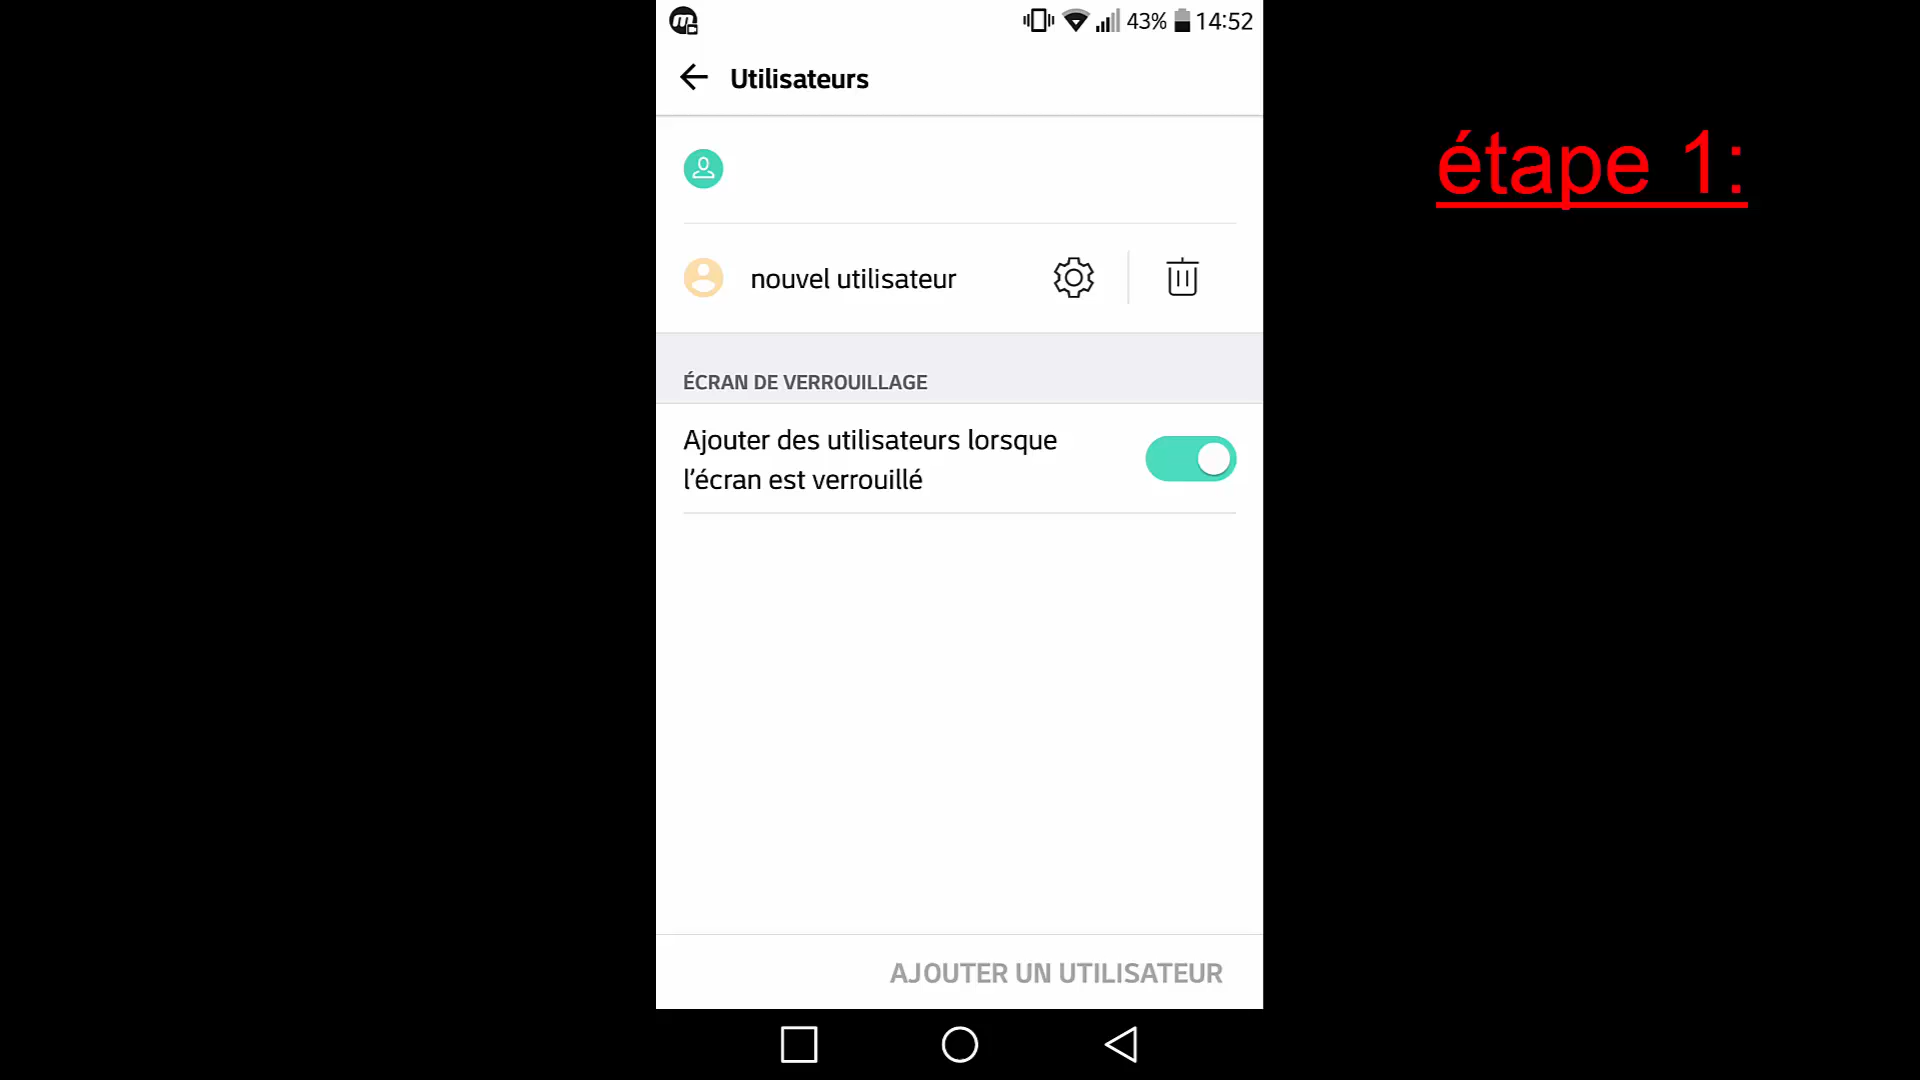 43% 14:52
Utilisateurs
étape 1:
nouvel utilisateur
ÉCRAN DE VERROUILLAGE
Ajouter des utilisateurs lorsque
l'écran est verrouillé
AJOUTER UN UTILISATEUR